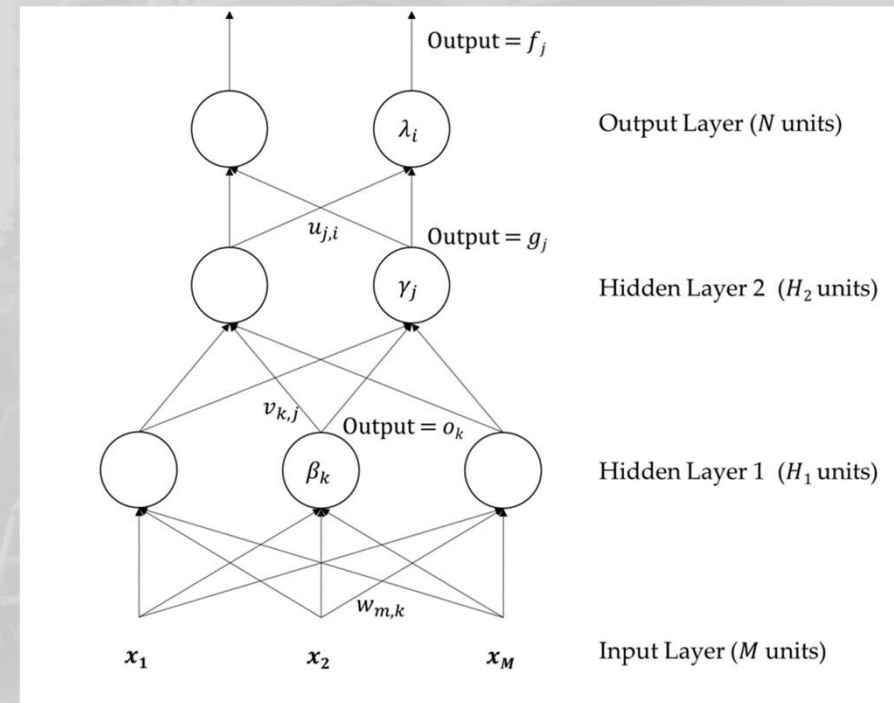 Output = f_j
λ_i
Output Layer (N units)
u_{j,i}
Output = g_j
γ_j
Hidden Layer 2 (H_2 units)
v_{k,j}
Output = o_k
β_k
Hidden Layer 1 (H_1 units)
w_{m,k}
x_1 x_2 x_M
Input Layer (M units)